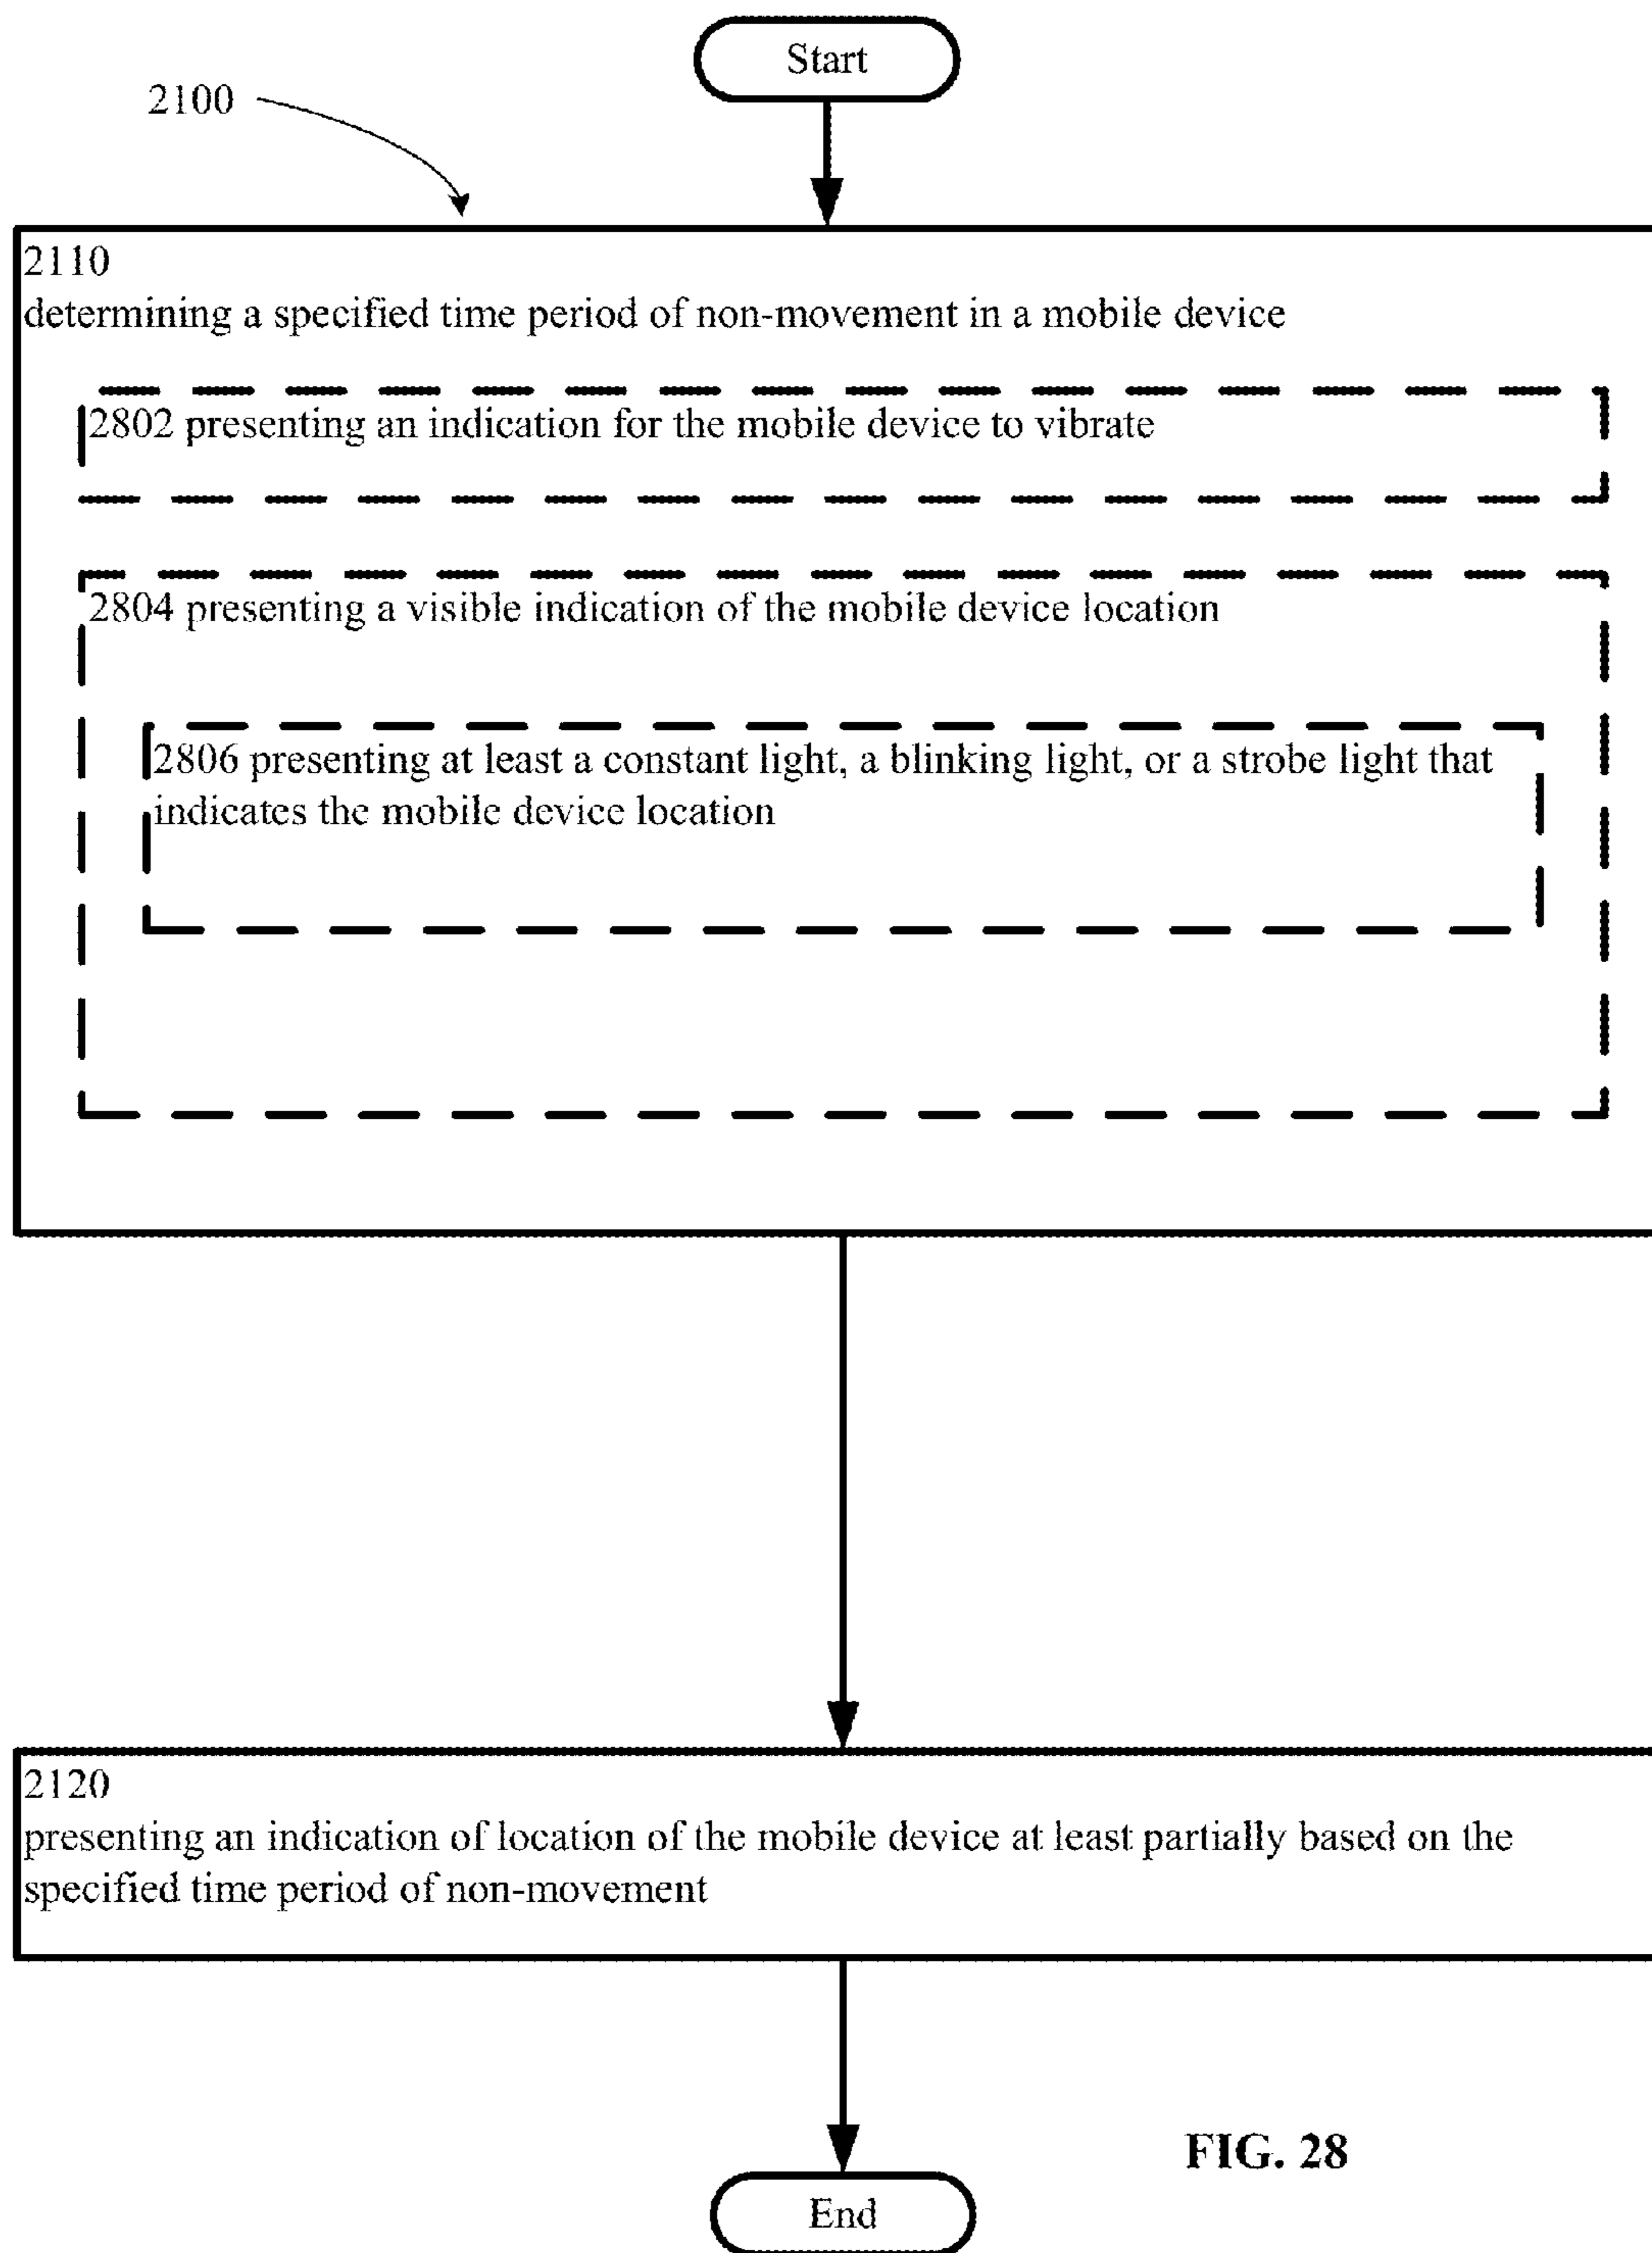 Start
2100
2110
determining a specified time period of non-movement in a mobile device
2802 presenting an indication for the mobile device to vibrate
2804 presenting a visible indication of the mobile device location
2806 presenting at least a constant light, a blinking light, or a strobe light that
indicates the mobile device location
2120
presenting an indication of location of the mobile device at least partially based on the
specified time period of non-movement
FIG. 28
End